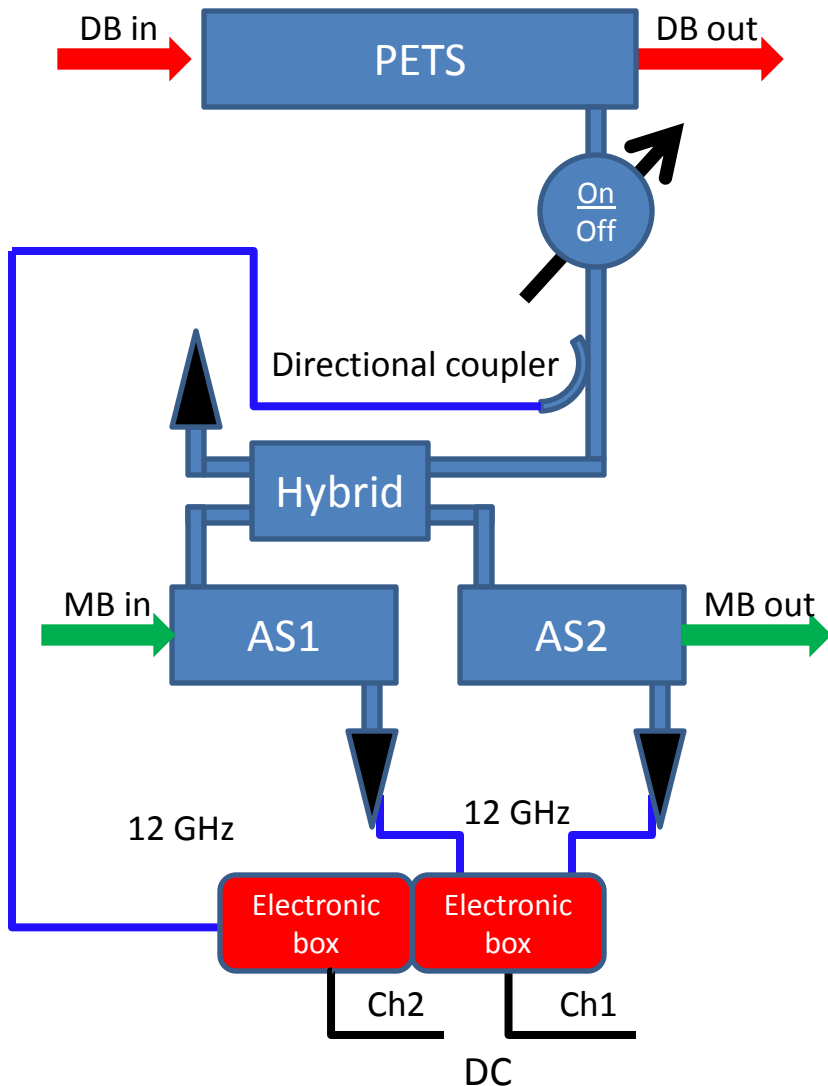 DB in
PETS
DB out
On
Off
Directional coupler
Hybrid
MB in
AS1
AS2
MB out
12 GHz
12 GHz
Electronic
box
Electronic
box
Ch2
Ch1
DC